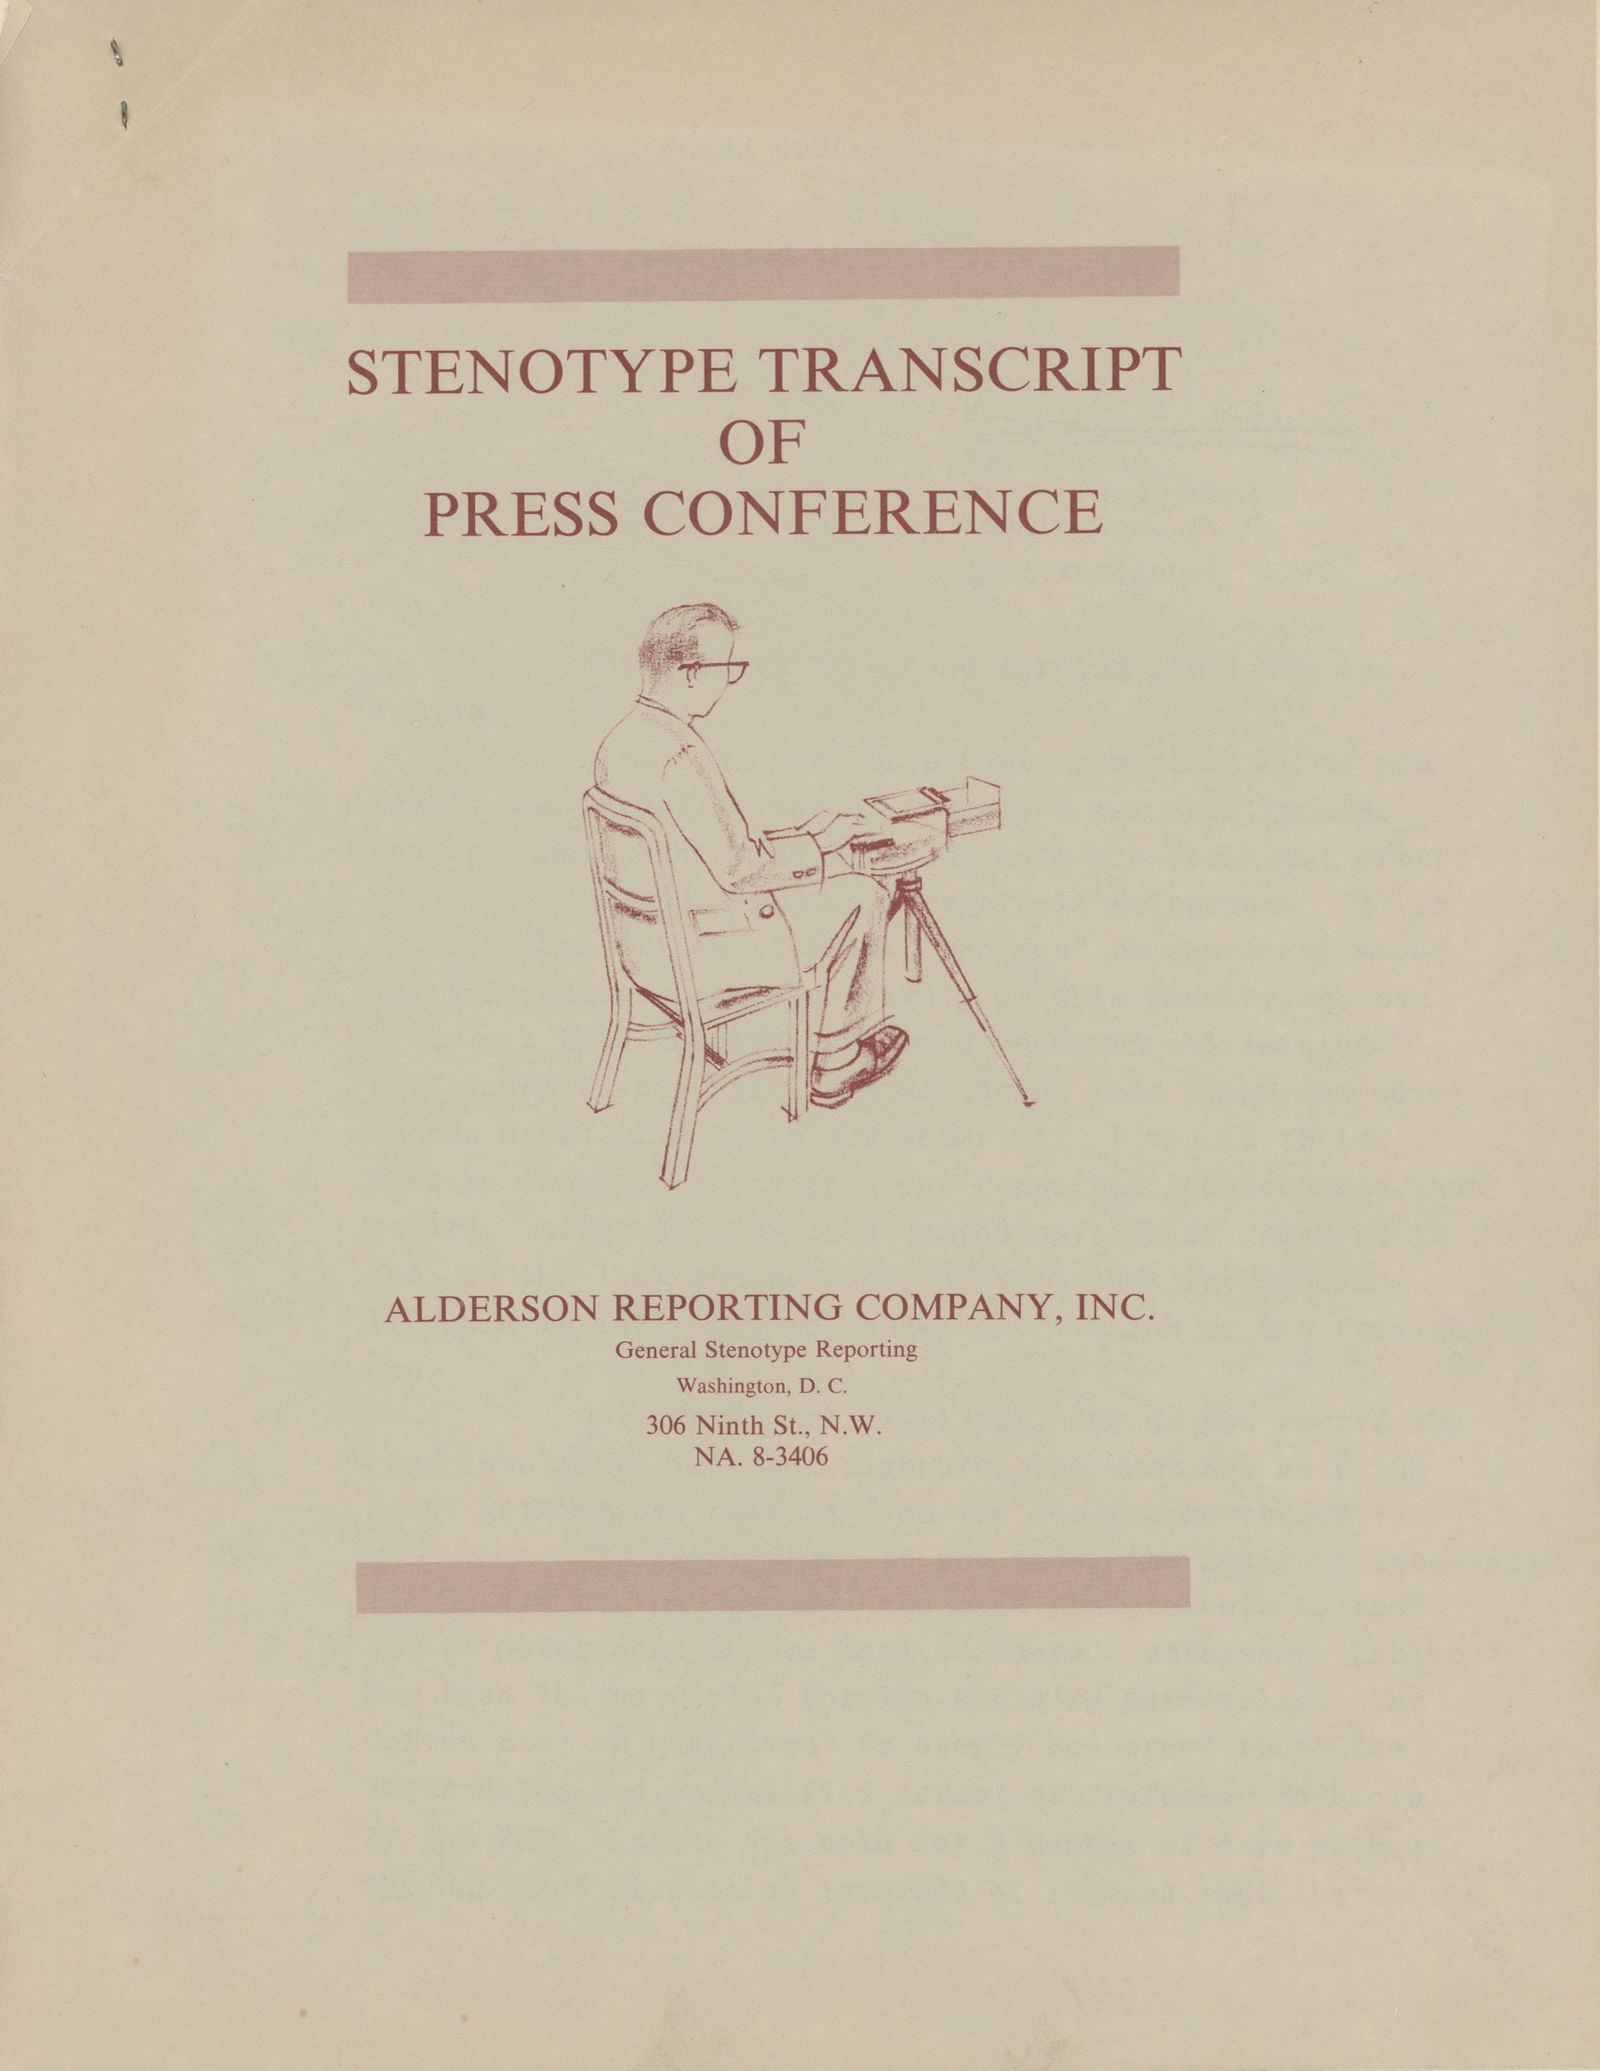 STENOTYPE TRANSCRIPT
OF
PRESS CONFERENCE
ALDERSON REPORTING COMPANY, INC.
General Stenotype Reporting
Washington, D. C.
306 Ninth St., N.W.
NA. 8-3406